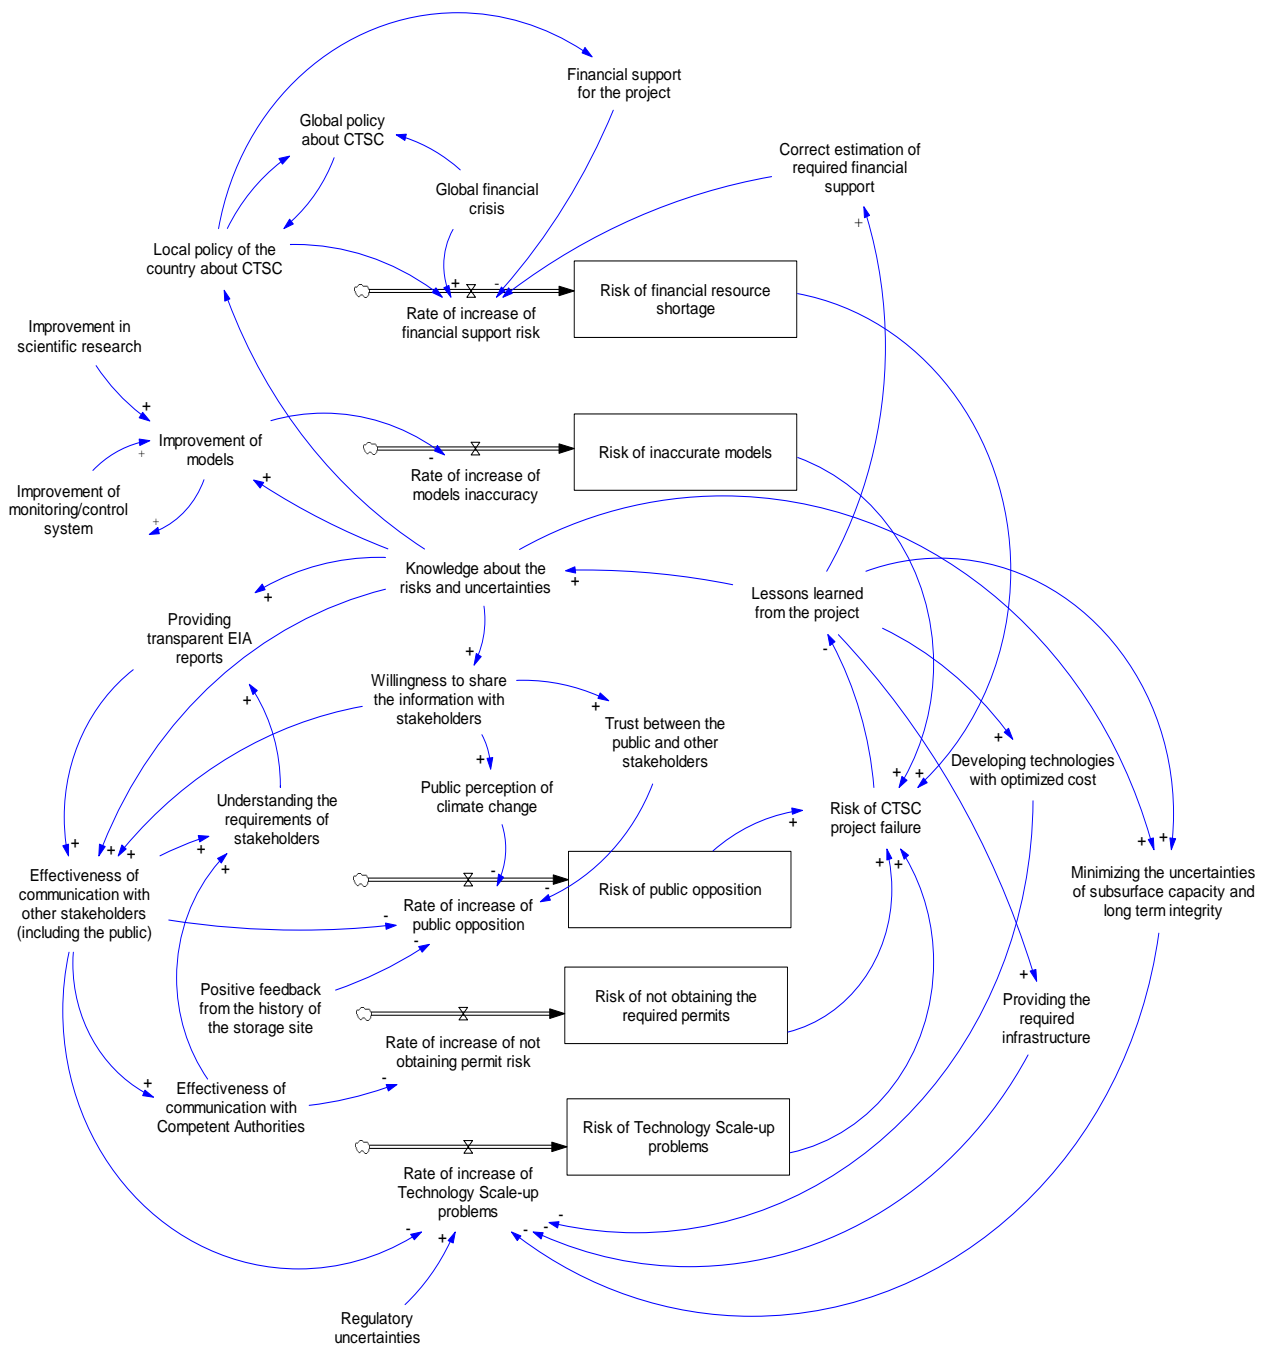 Financial support
for the project
Global policy
about CTSC
Correct estimation of
required financial
support
+
Global financial
crisis
Local policy of the
country about CTSC
+
-
Rate of increase of
financial support risk
Risk of financial resource
shortage
Improvement in
scientific research
+
Improvement of
models
+
+
-
Rate of increase of
models inaccuracy
Risk of inaccurate models
Improvement of
monitoring/control
system
+
Knowledge about the
risks and uncertainties
+
Lessons learned
from the project
-
+
Providing
transparent EIA
reports
+
+
Willingness to share
the information with
stakeholders
+
Trust between the
public and other
stakeholders
+
Public perception of
climate change
+
Developing technologies
with optimized cost
Understanding the
requirements of
stakeholders
+
+
+ +
Risk of CTSC
project failure
+
+ +
+
+ +
Effectiveness of
communication with
other stakeholders
(including the public)
+
+ +
Minimizing the uncertainties
of subsurface capacity and
long term integrity
-
-
-
-
Rate of increase of
public opposition
Risk of public opposition
Positive feedback
from the history of
the storage site
Risk of not obtaining the
required permits
+
Providing the
required
infrastructure
Rate of increase of not
obtaining permit risk
-
+
Effectiveness of
communication with
Competent Authorities
Risk of Technology Scale-up
problems
Rate of increase of
Technology Scale-up
problems
-
+
- - -
Regulatory
uncertainties